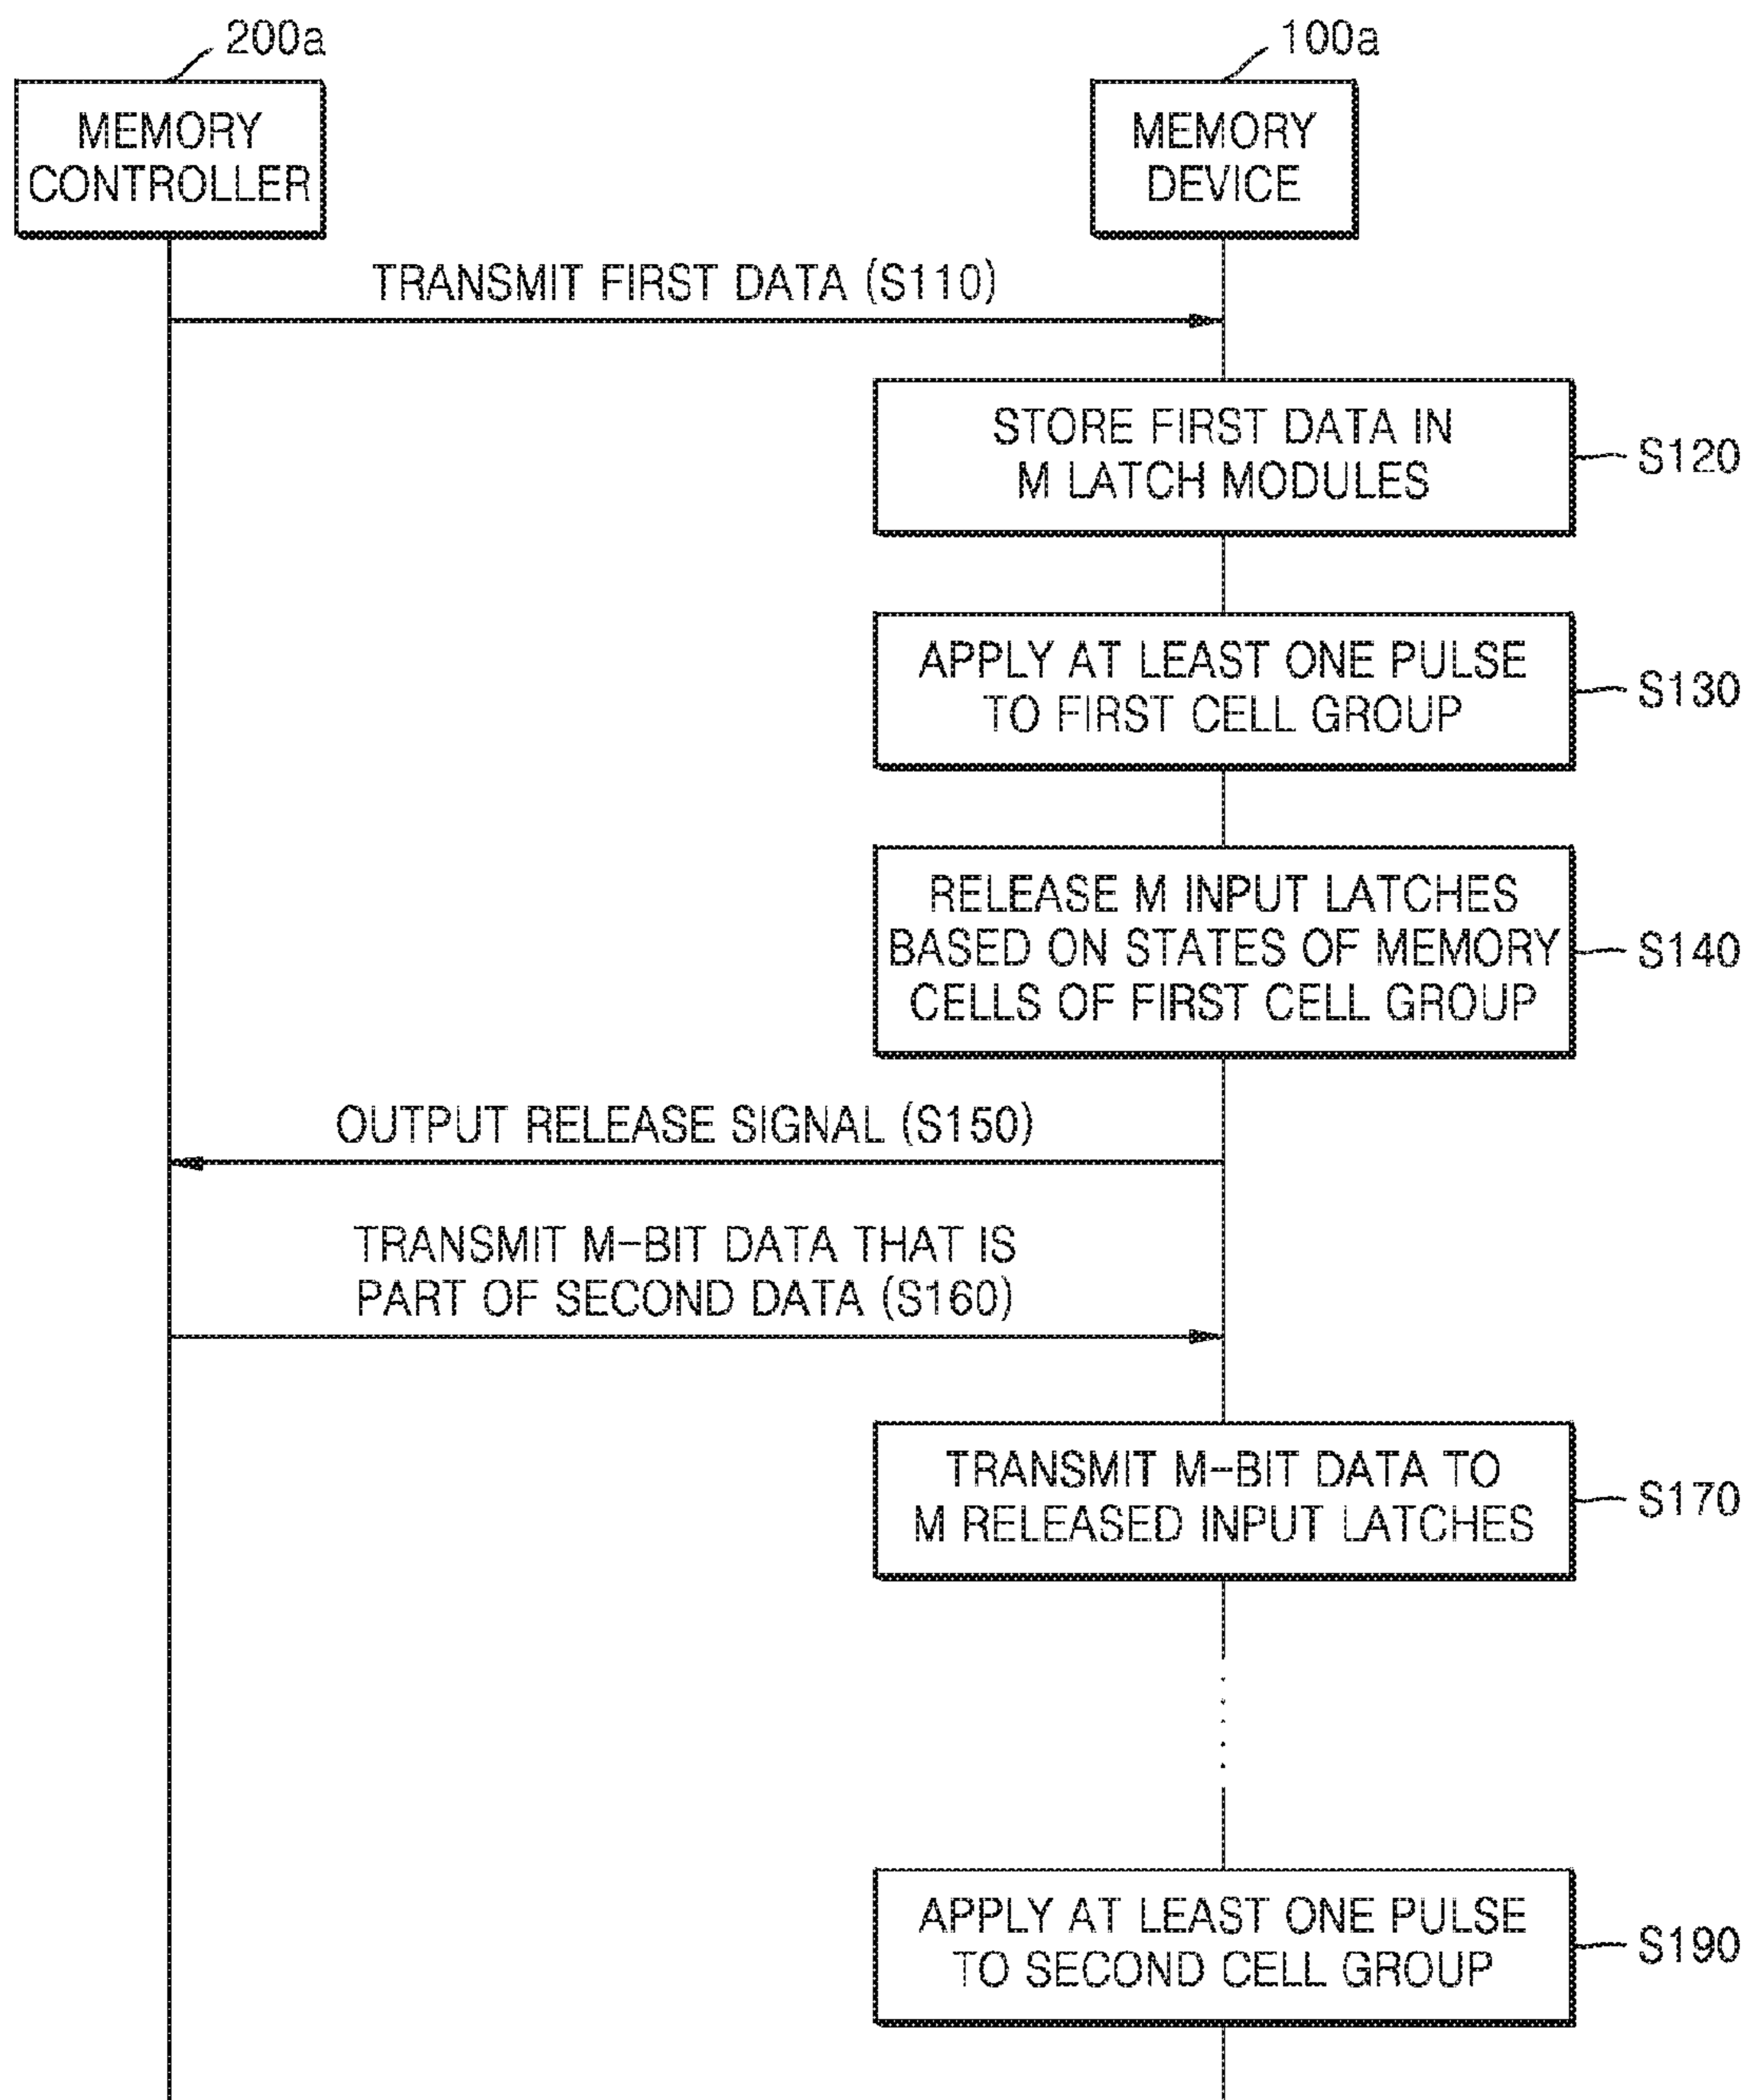 200a
100a
MEMORY
CONTROLLER
MEMORY
DEVICE
TRANSMIT FIRST DATA (S110)
STORE FIRST DATA IN
M LATCH MODULES
S120
APPLY AT LEAST ONE PULSE
TO FIRST CELL GROUP
S130
RELEASE M INPUT LATCHES
BASED ON STATES OF MEMORY
CELLS OF FIRST CELL GROUP
S140
OUTPUT RELEASE SIGNAL (S150)
TRANSMIT M-BIT DATA THAT IS
PART OF SECOND DATA (S160)
TRANSMIT M-BIT DATA TO
M RELEASED INPUT LATCHES
S170
APPLY AT LEAST ONE PULSE
TO SECOND CELL GROUP
S190